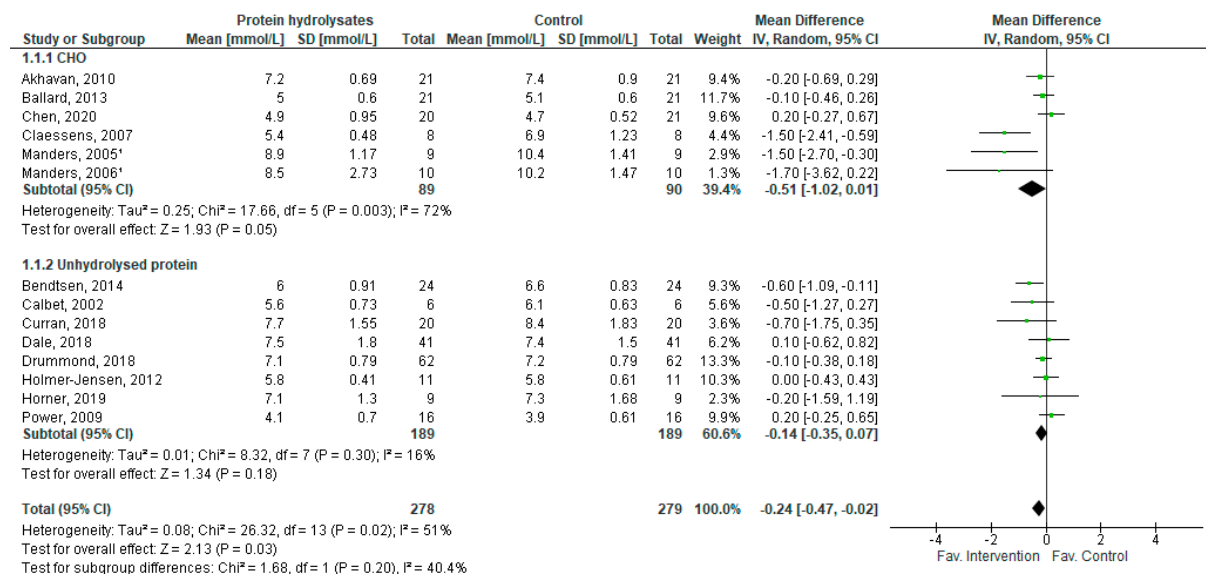 Protein hydrolysates Control Mean Difference Mean Difference
Study or Subgroup Mean [mmol/L] SD [mmol/L] Total Mean [mmol/L] SD [mmol/L] Total Weight IV, Random, 95% CI IV, Random, 95% CI
1.1.1 CHO
Akhavan, 2010 7.2 0.69 21 7.4 0.9 21 9.4% -0.20 [-0.69, 0.29]
Ballard, 2013 5 0.6 21 5.1 0.6 21 11.7% -0.10 [-0.46, 0.26]
Chen, 2020 4.9 0.95 20 4.7 0.52 21 9.6% 0.20 [-0.27, 0.67]
Claessens, 2007 5.4 0.48 8 6.9 1.23 8 4.4% -1.50 [-2.41, -0.59]
Manders, 2005¹ 8.9 1.17 9 10.4 1.41 9 2.9% -1.50 [-2.70, -0.30]
Manders, 2006¹ 8.5 2.73 10 10.2 1.47 10 1.3% -1.70 [-3.62, 0.22]
Subtotal (95% CI) 89 90 39.4% -0.51 [-1.02, 0.01]
Heterogeneity: Tau² = 0.25; Chi² = 17.66, df = 5 (P = 0.003); I² = 72%
Test for overall effect: Z = 1.93 (P = 0.05)
1.1.2 Unhydrolysed protein
Bendtsen, 2014 6 0.91 24 6.6 0.83 24 9.3% -0.60 [-1.09, -0.11]
Calbet, 2002 5.6 0.73 6 6.1 0.63 6 5.6% -0.50 [-1.27, 0.27]
Curran, 2018 7.7 1.55 20 8.4 1.83 20 3.6% -0.70 [-1.75, 0.35]
Dale, 2018 7.5 1.8 41 7.4 1.5 41 6.2% 0.10 [-0.62, 0.82]
Drummond, 2018 7.1 0.79 62 7.2 0.79 62 13.3% -0.10 [-0.38, 0.18]
Holmer-Jensen, 2012 5.8 0.41 11 5.8 0.61 11 10.3% 0.00 [-0.43, 0.43]
Horner, 2019 7.1 1.3 9 7.3 1.68 9 2.3% -0.20 [-1.59, 1.19]
Power, 2009 4.1 0.7 16 3.9 0.61 16 9.9% 0.20 [-0.25, 0.65]
Subtotal (95% CI) 189 189 60.6% -0.14 [-0.35, 0.07]
Heterogeneity: Tau² = 0.01; Chi² = 8.32, df = 7 (P = 0.30); I² = 16%
Test for overall effect: Z = 1.34 (P = 0.18)
Total (95% CI) 278 279 100.0% -0.24 [-0.47, -0.02]
Heterogeneity: Tau² = 0.08; Chi² = 26.32, df = 13 (P = 0.02); I² = 51%
Test for overall effect: Z = 2.13 (P = 0.03)
Test for subgroup differences: Chi² = 1.68, df = 1 (P = 0.20), I² = 40.4%
-4 -2 0 2 4
Fav. Intervention Fav. Control